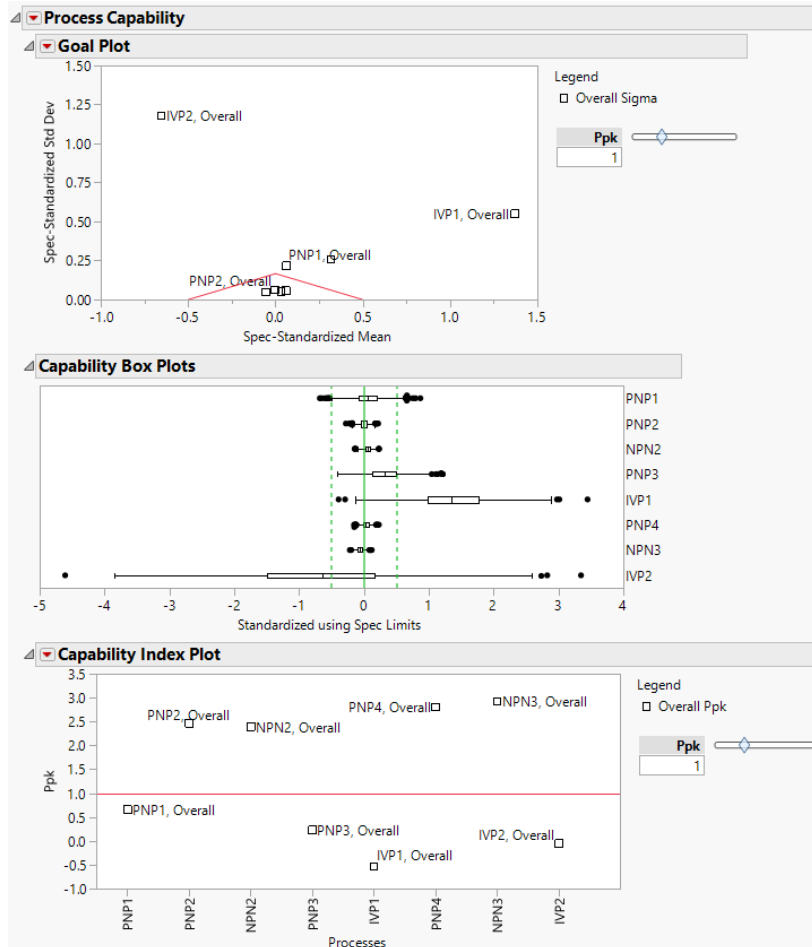 Process Capability
Goal Plot
1.50
1.25
1.00
0.75
0.50
0.25
0.00
Spec-Standardized Std Dev
IVP2, Overall
IVP1, Overall
PNP1, Overall
PNP2, Overall
-1.0 -0.5 0.0 0.5 1.0 1.5
Spec-Standardized Mean
Legend
Overall Sigma
Ppk
1
Capability Box Plots
PNP1
PNP2
NPN2
PNP3
IVP1
PNP4
NPN3
IVP2
-5 -4 -3 -2 -1 0 1 2 3 4
Standardized using Spec Limits
Capability Index Plot
3.5
3.0
2.5
2.0
1.5
1.0
0.5
0.0
-0.5
-1.0
Ppk
PNP2, Overall
NPN2, Overall
PNP4, Overall
NPN3, Overall
PNP1, Overall
PNP3, Overall
IVP1, Overall
IVP2, Overall
PNP1
PNP2
NPN2
PNP3
IVP1
PNP4
NPN3
IVP2
Processes
Legend
Overall Ppk
Ppk
1